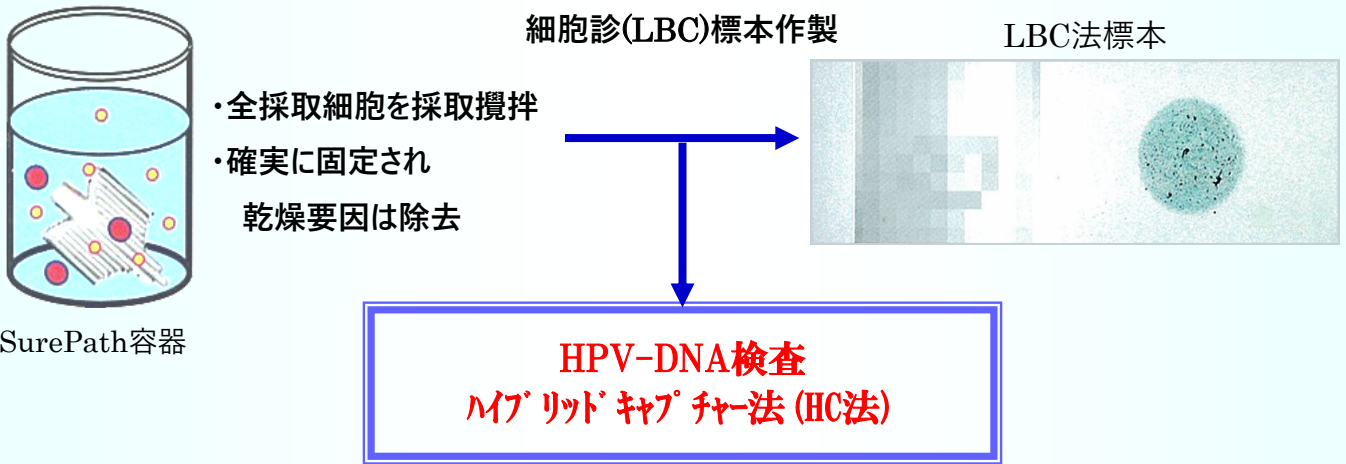 細胞診(LBC)標本作製
LBC法標本
・全採取細胞を採取攪拌
・確実に固定され
乾燥要因は除去
SurePath容器
HPV-DNA検査
ﾊｲﾌﾞﾘｯﾄﾞｷｬﾌﾟﾁｬｰ法(HC法)